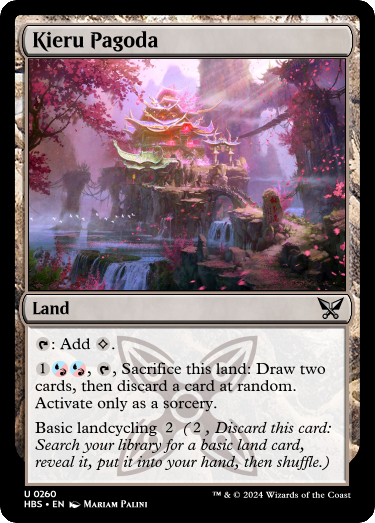 Kieru Pagoda
Land
: Add .
1 , , Sacrifice this land: Draw two
cards, then discard a card at random.
Activate only as a sorcery.
Basic landcycling 2 (2, Discard this card:
Search your library for a basic land card,
reveal it, put it into your hand, then shuffle.)
U 0260
HBS • EN Mariam Palini
™ & © 2024 Wizards of the Coast